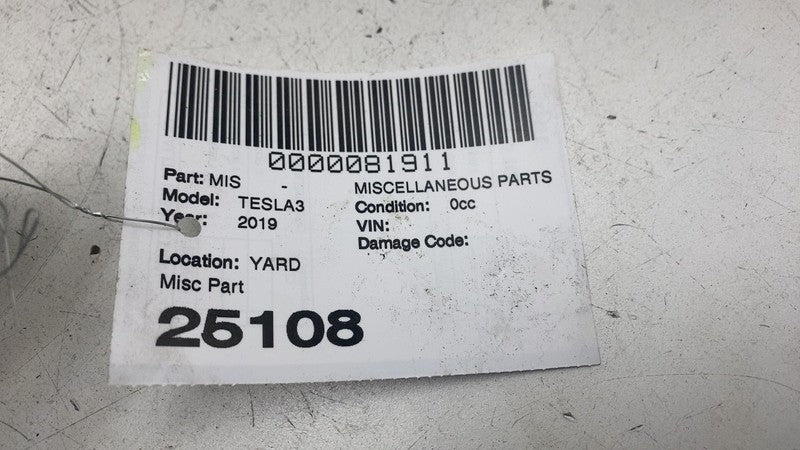 0000081911
Part: MIS - MISCELLANEOUS PARTS
Model: TESLA3 Condition: 0cc
Year: 2019 VIN:
Damage Code:
Location: YARD
Misc Part
25108